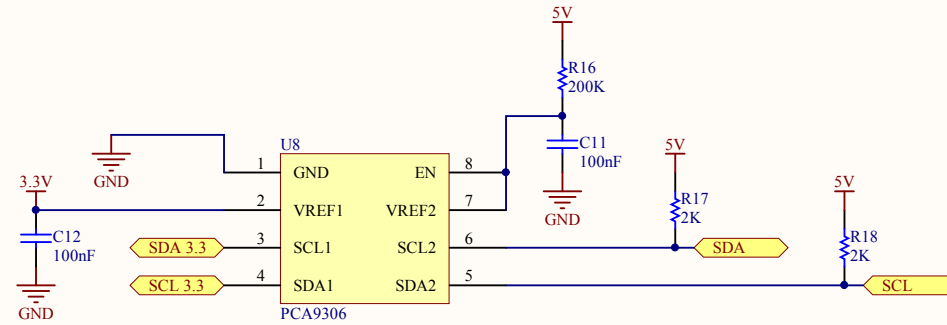 5V
R16
200K
U8
C11
100nF
5V
GND
1
GND
EN
8
3.3V
GND
R17
2K
5V
2
VREF1
VREF2
7
C12
100nF
SDA 3.3
3
SCL1
SCL2
6
SDA
R18
2K
SCL 3.3
4
SDA1
SDA2
5
SCL
GND
PCA9306